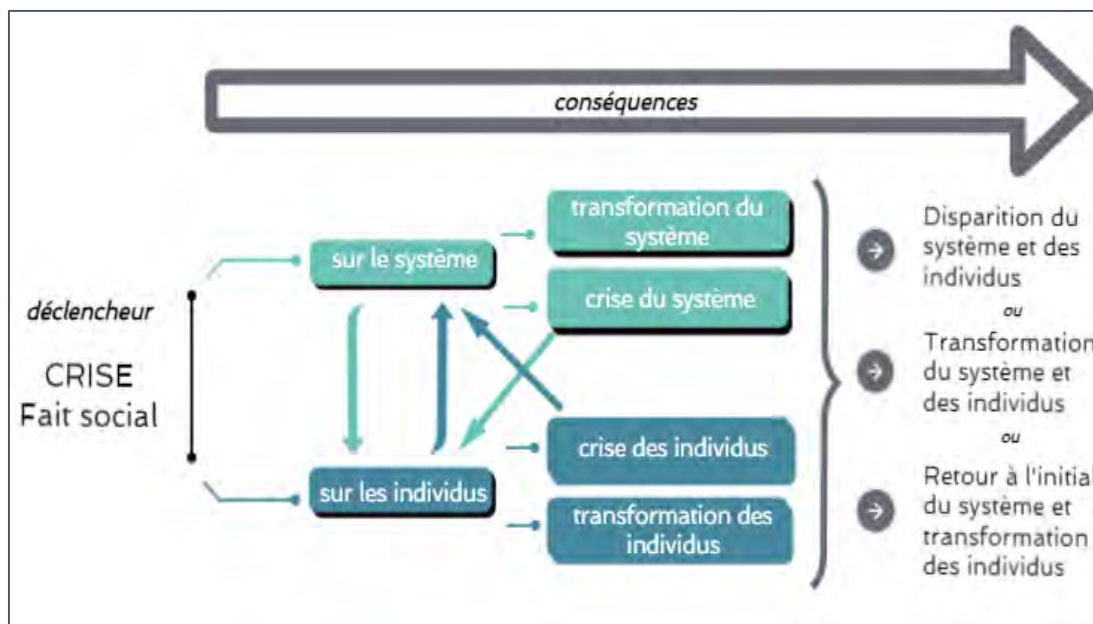 conséquences
déclencheur
CRISE
Fait social
sur le système
sur les individus
transformation du
système
crise du système
crise des individus
transformation des
individus
Disparition du
système et des
individus
ou
Transformation
du système et
des individus
ou
Retour à l'initial
du système et
transformation
des individus